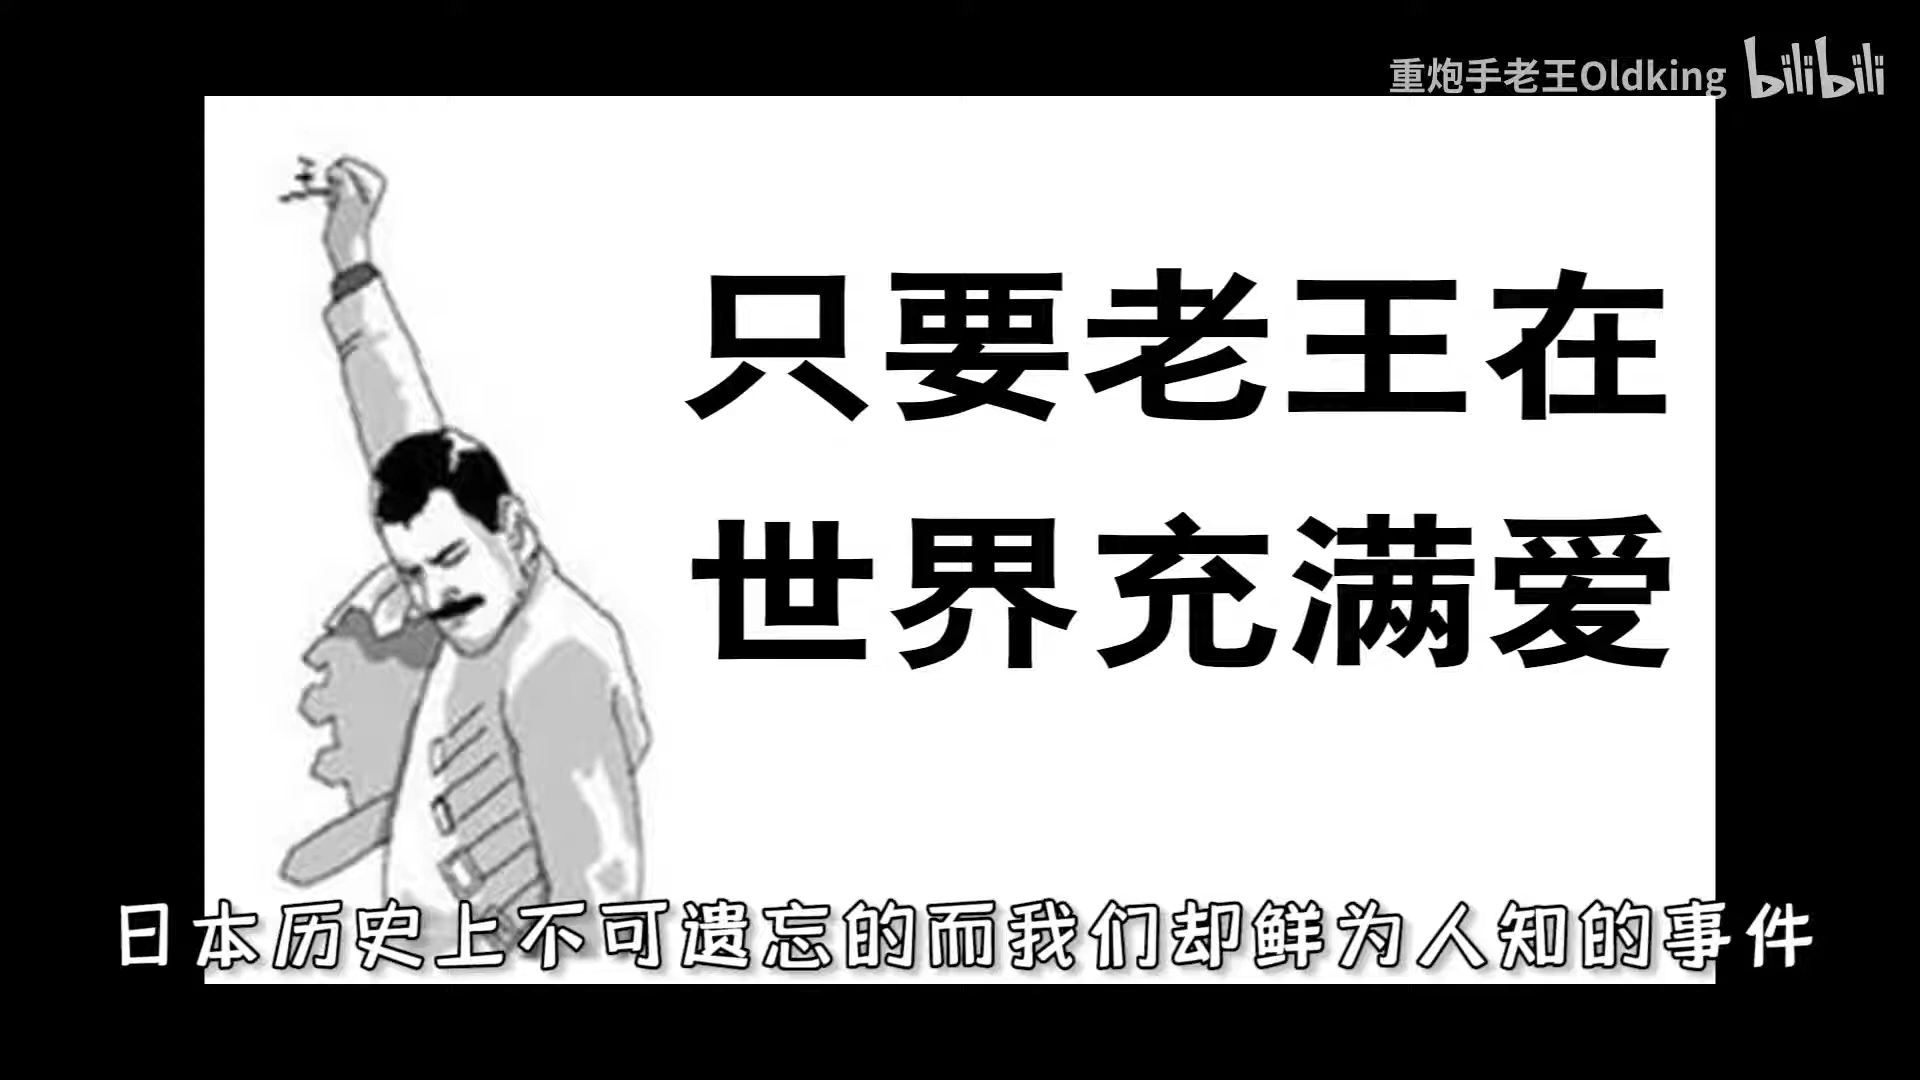 重炮手老王Oldking bilibili
只要老王在
世界充满爱
日本历史上不可遗忘的而我们却鲜为人知的事件